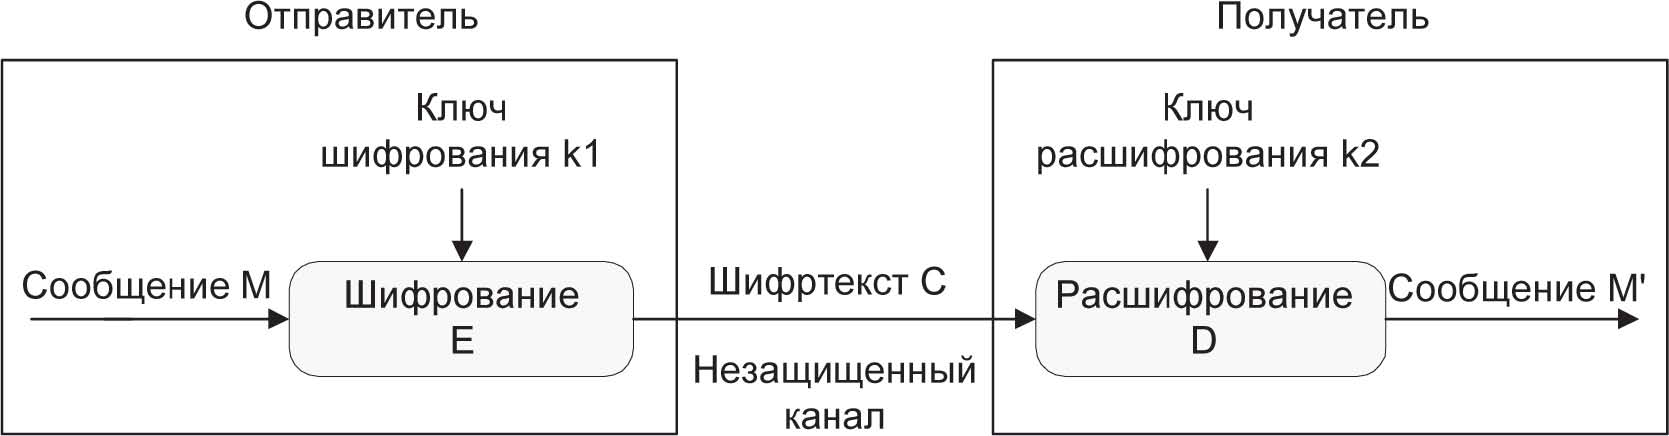 Отправитель
Получатель
Ключ
шифрования k1
Ключ
расшифрования k2
Сообщение M
Шифрование
E
Шифртекст C
Незащищенный
канал
Расшифрование
D
Сообщение M'